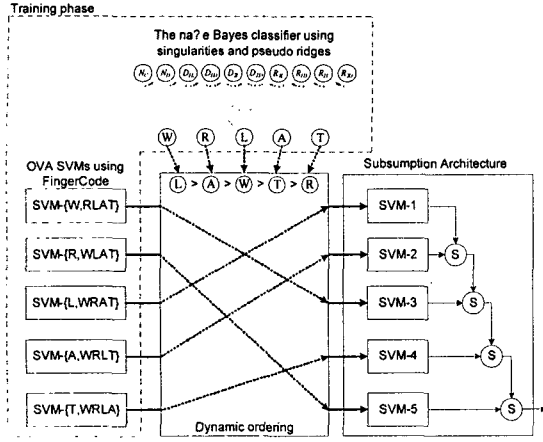 Training phase
The na? e Bayes classifier using
singularities and pseudo ridges
W R L A T
OVA SVMs using
FingerCode
L > A > W > T > R
Subsumption Architecture
SVM-{W,RLAT}
SVM-1
SVM-{R,WLAT}
SVM-2
S
SVM-{L,WRAT}
SVM-3
S
SVM-{A,WRLT}
SVM-4
S
SVM-{T,WRLA}
SVM-5
S
Dynamic ordering